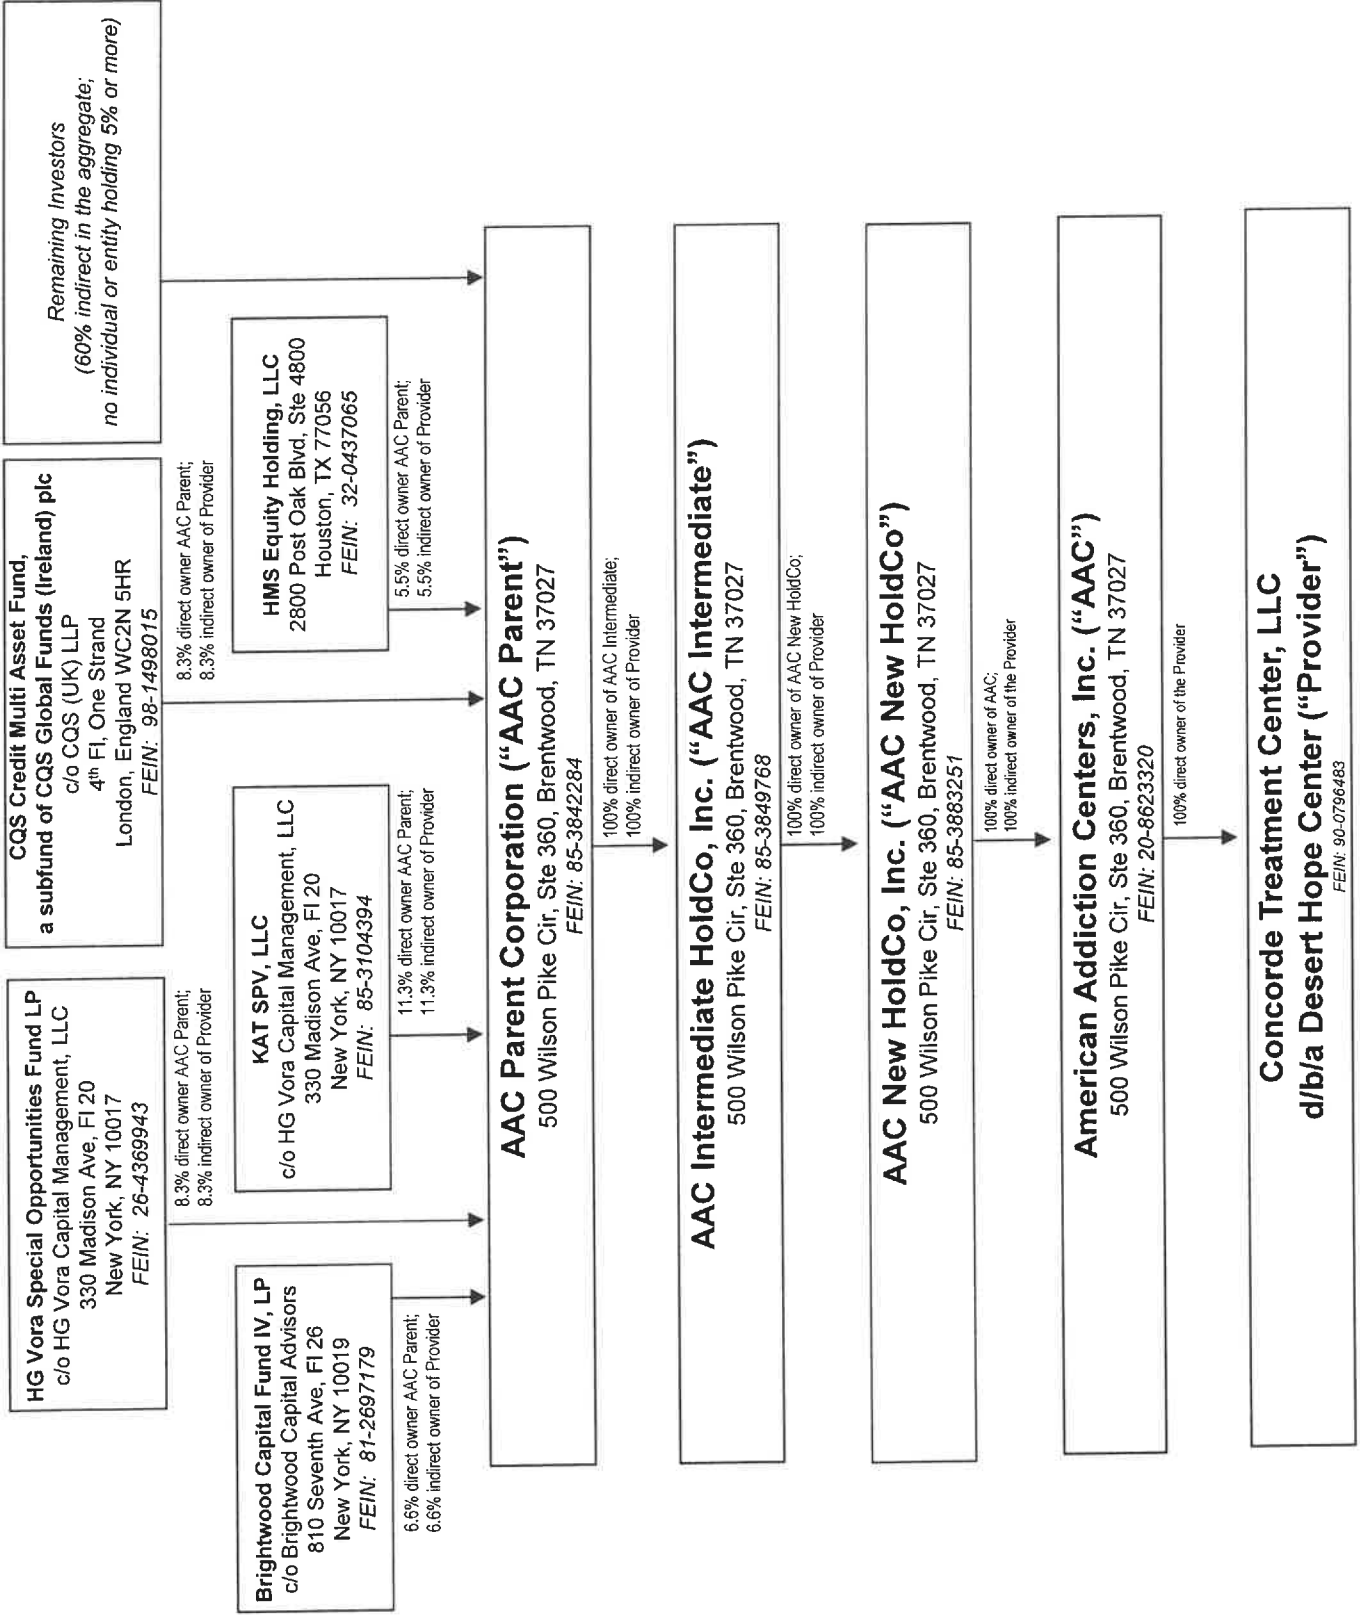 HG Vora Special Opportunities Fund LP
c/o HG Vora Capital Management, LLC
330 Madison Ave, Fl 20
New York, NY 10017
FEIN: 26-4369943
8.3% direct owner AAC Parent;
8.3% indirect owner of Provider
CQS Credit Multi Asset Fund,
a subfund of CQS Global Funds (Ireland) plc
c/o CQS (UK) LLP
4th Fl, One Strand
London, England WC2N 5HR
FEIN: 98-1498015
8.3% direct owner AAC Parent;
8.3% indirect owner of Provider
Remaining Investors
(60% indirect in the aggregate;
no individual or entity holding 5% or more)
Brightwood Capital Fund IV, LP
c/o Brightwood Capital Advisors
810 Seventh Ave, Fl 26
New York, NY 10019
FEIN: 81-2697179
6.6% direct owner AAC Parent;
6.6% indirect owner of Provider
KAT SPV, LLC
c/o HG Vora Capital Management, LLC
330 Madison Ave, Fl 20
New York, NY 10017
FEIN: 85-3104394
11.3% direct owner AAC Parent;
11.3% indirect owner of Provider
HMS Equity Holding, LLC
2800 Post Oak Blvd, Ste 4800
Houston, TX 77056
FEIN: 32-0437065
5.5% direct owner AAC Parent;
5.5% indirect owner of Provider
AAC Parent Corporation (“AAC Parent”)
500 Wilson Pike Cir, Ste 360, Brentwood, TN 37027
FEIN: 85-3842284
100% direct owner of AAC Intermediate;
100% indirect owner of Provider
AAC Intermediate HoldCo, Inc. (“AAC Intermediate”)
500 Wilson Pike Cir, Ste 360, Brentwood, TN 37027
FEIN: 85-3849768
100% direct owner of AAC New HoldCo;
100% indirect owner of Provider
AAC New HoldCo, Inc. (“AAC New HoldCo”)
500 Wilson Pike Cir, Ste 360, Brentwood, TN 37027
FEIN: 85-3883251
100% direct owner of AAC;
100% indirect owner of the Provider
American Addiction Centers, Inc. (“AAC”)
500 Wilson Pike Cir, Ste 360, Brentwood, TN 37027
FEIN: 20-8623320
100% direct owner of the Provider
Concorde Treatment Center, LLC
d/b/a Desert Hope Center (“Provider”)
FEIN: 90-0796483